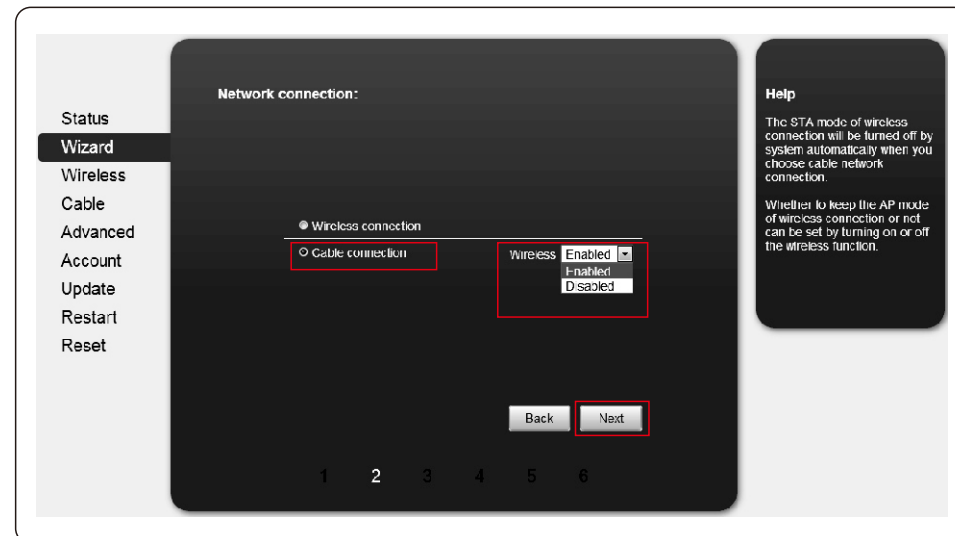 Status
Wizard
Wireless
Cable
Advanced
Account
Update
Restart
Reset
Network connection:
Wireless connection
Cable connection
Wireless Enabled
Enabled
Disabled
Back Next
1 2 3 4 5 6
Help
The STA mode of wireless
connection will be turned off by
system automatically when you
choose cable network
connection.
Whether to keep the AP mode
of wireless connection or not
can be set by turning on or off
the wireless function.